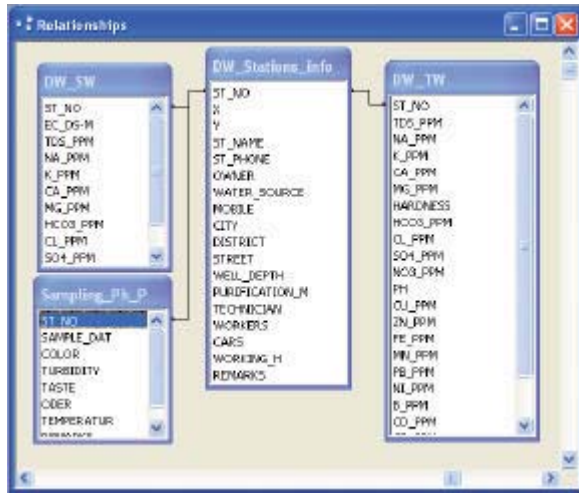 Relationships
DW_SW
ST_NO
EC_DS-M
TDS_PPM
NA_PPM
K_PPM
CA_PPM
MG_PPM
HCO3_PPM
CL_PPM
SO4_PPM
Sampling_Ph_P
ST_NO
SAMPLE_DAT
COLOR
TURBIDITY
TASTE
ODER
TEMPERATUR
DW_Stations_info
ST_NO
X
Y
ST_NAME
ST_PHONE
OWNER
WATER_SOURCE
MOBILE
CITY
DISTRICT
STREET
WELL_DEPTH
PURIFICATION_M
TECHNICIAN
WORKERS
CARS
WORKING_H
REMARKS
DW_TW
ST_NO
TDS_PPM
NA_PPM
K_PPM
CA_PPM
MG_PPM
HARDNESS
HCO3_PPM
CL_PPM
SO4_PPM
NO3_PPM
PH
CU_PPM
ZN_PPM
FE_PPM
MN_PPM
PB_PPM
NI_PPM
B_PPM
CO_PPM